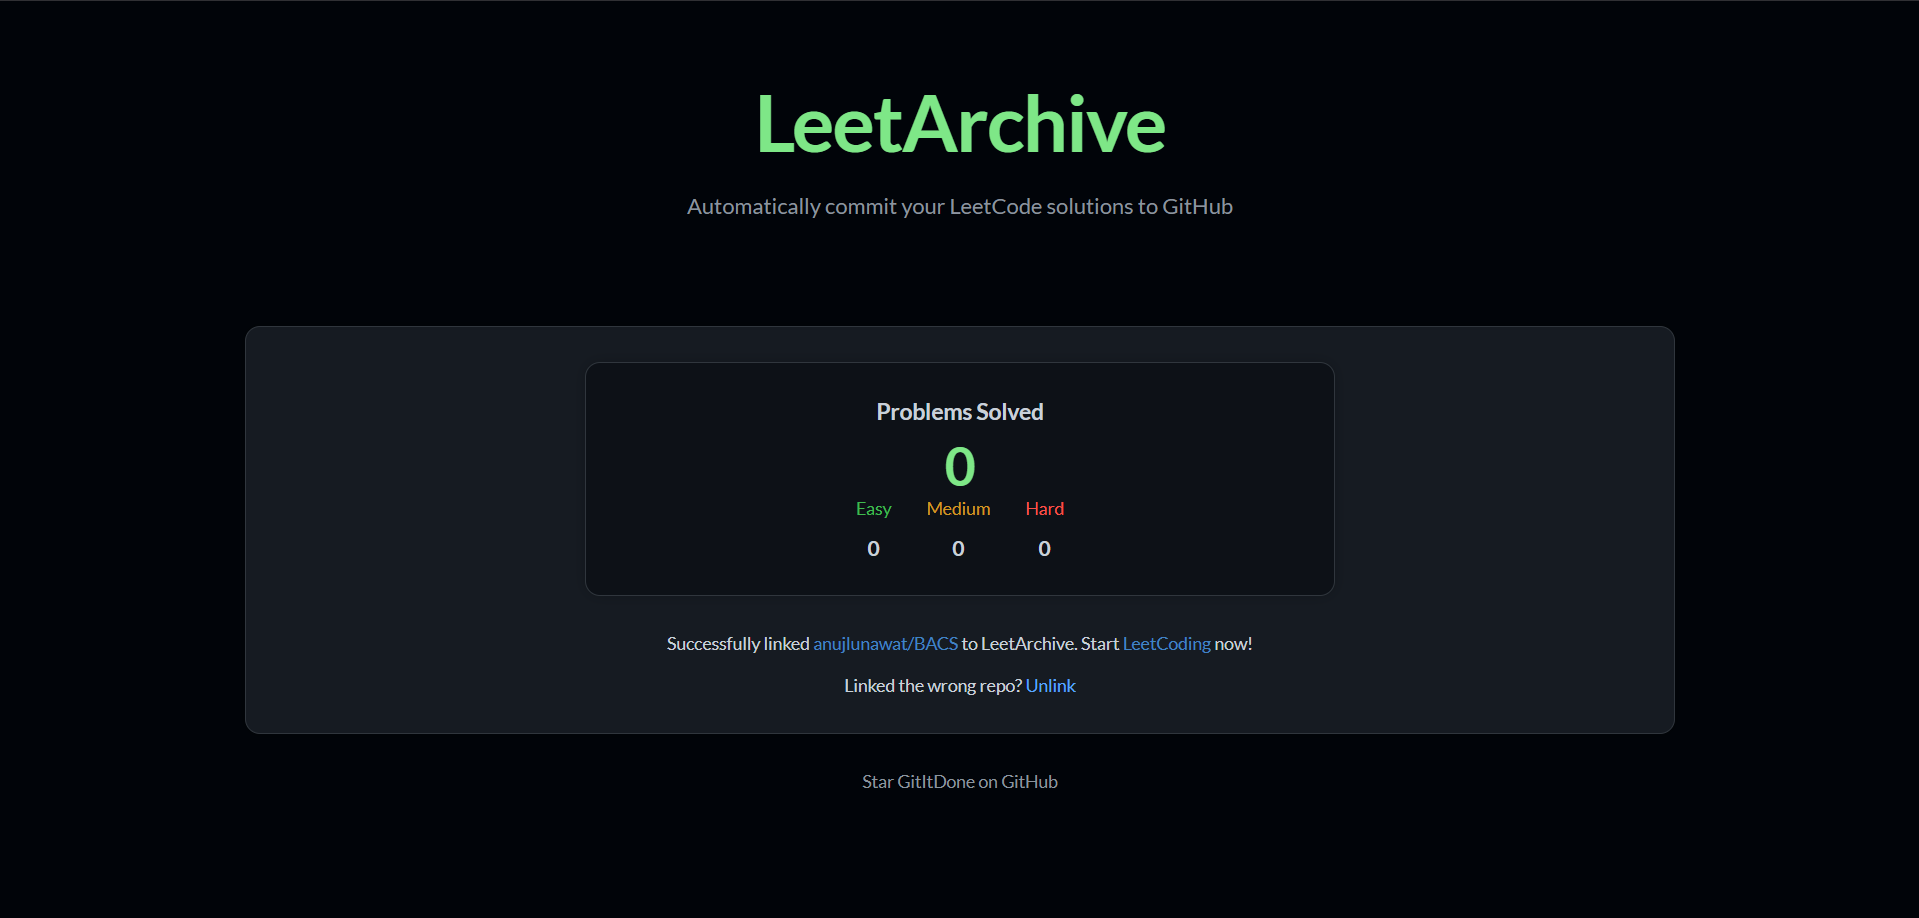 LeetArchive
Automatically commit your LeetCode solutions to GitHub
Problems Solved
0
Easy Medium Hard
0 0 0
Successfully linked anujlunawat/BACS to LeetArchive. Start LeetCoding now!
Linked the wrong repo? Unlink
Star GitItDone on GitHub